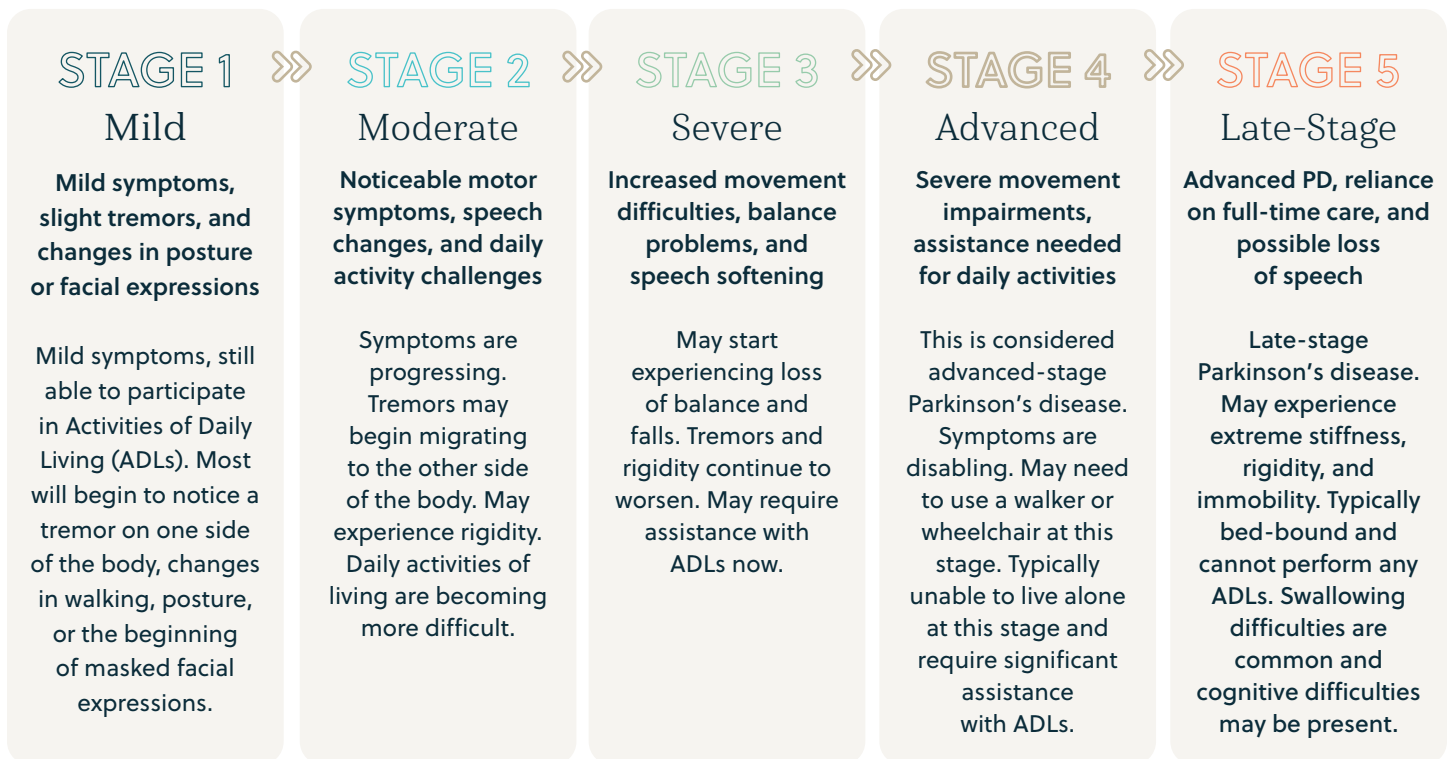 STAGE 1
Mild
Mild symptoms,
slight tremors, and
changes in posture
or facial expressions
Mild symptoms, still
able to participate
in Activities of Daily
Living (ADLs). Most
will begin to notice a
tremor on one side
of the body, changes
in walking, posture,
or the beginning
of masked facial
expressions.
STAGE 2
Moderate
Noticeable motor
symptoms, speech
changes, and daily
activity challenges
Symptoms are
progressing.
Tremors may
begin migrating
to the other side
of the body. May
experience rigidity.
Daily activities of
living are becoming
more difficult.
STAGE 3
Severe
Increased movement
difficulties, balance
problems, and
speech softening
May start
experiencing loss
of balance and
falls. Tremors and
rigidity continue to
worsen. May require
assistance with
ADLs now.
STAGE 4
Advanced
Severe movement
impairments,
assistance needed
for daily activities
This is considered
advanced-stage
Parkinson's disease.
Symptoms are
disabling. May need
to use a walker or
wheelchair at this
stage. Typically
unable to live alone
at this stage and
require significant
assistance
with ADLs.
STAGE 5
Late-Stage
Advanced PD, reliance
on full-time care, and
possible loss
of speech
Late-stage
Parkinson's disease.
May experience
extreme stiffness,
rigidity, and
immobility. Typically
bed-bound and
cannot perform any
ADLs. Swallowing
difficulties are
common and
cognitive difficulties
may be present.